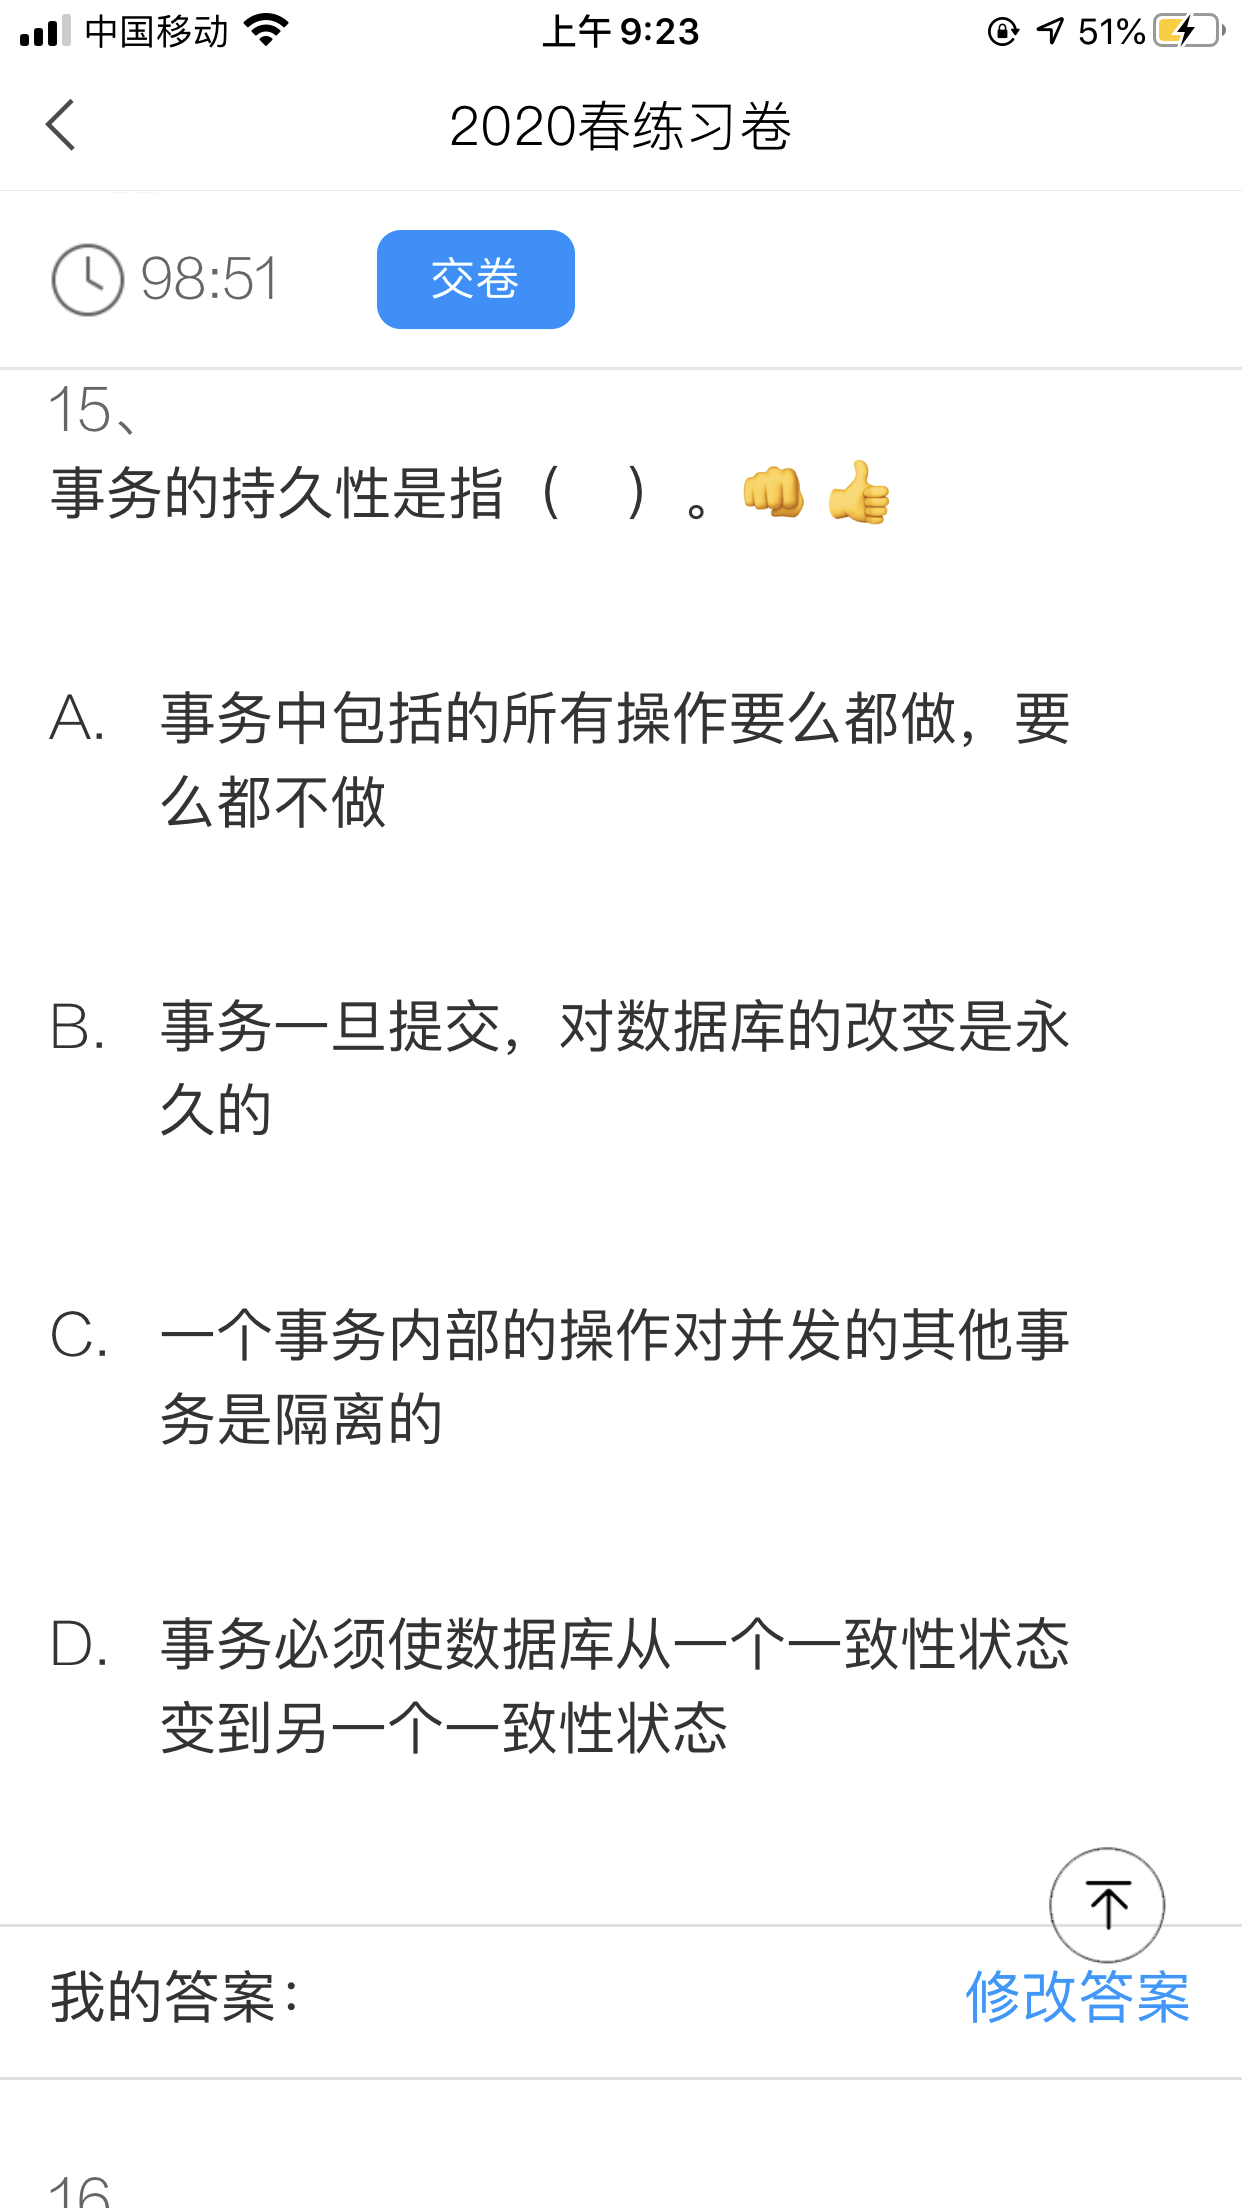 中国移动
上午 9:23
51%
2020春练习卷
98:51
交卷
15、
事务的持久性是指（　）。👊👍
A. 事务中包括的所有操作要么都做，要
么都不做
B. 事务一旦提交，对数据库的改变是永
久的
C. 一个事务内部的操作对并发的其他事
务是隔离的
D. 事务必须使数据库从一个一致性状态
变到另一个一致性状态
我的答案：
修改答案
16